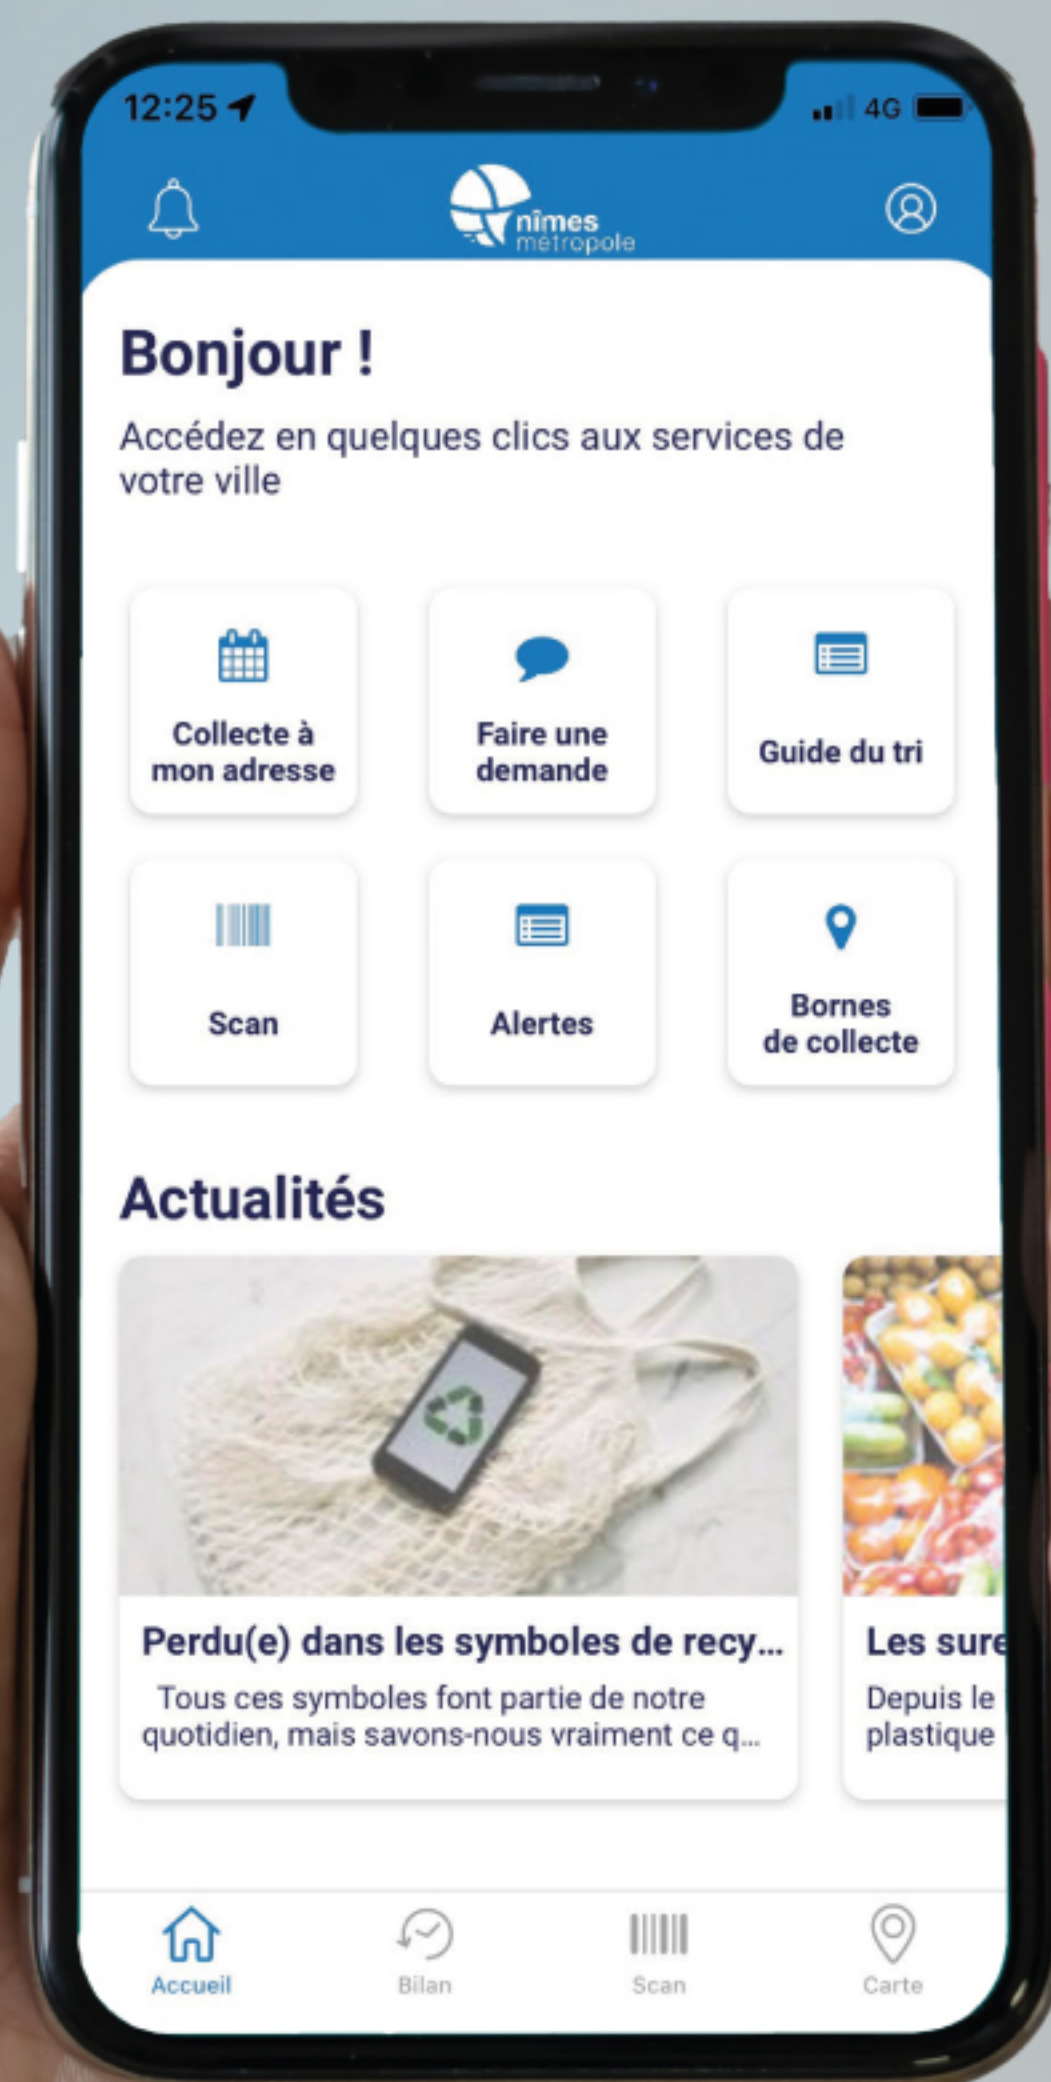 12:25
4G
nîmes
métropole
Bonjour !
Accédez en quelques clics aux services de
votre ville
Collecte à
mon adresse
Faire une
demande
Guide du tri
Scan
Alertes
Bornes
de collecte
Actualités
Perdu(e) dans les symboles de recy...
Tous ces symboles font partie de notre
quotidien, mais savons-nous vraiment ce q...
Les sure
Depuis le
plastique
Accueil
Bilan
Scan
Carte